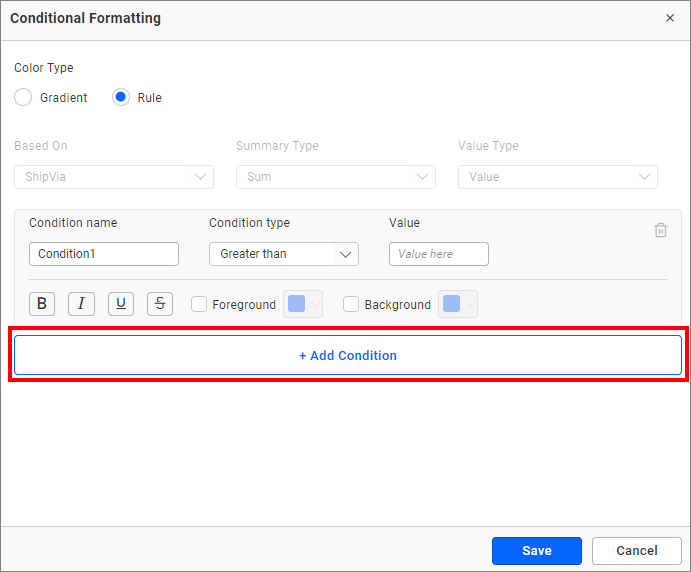 Conditional Formatting
Color Type
Gradient Rule
Based On Summary Type Value Type
ShipVia Sum Value
Condition name Condition type Value
Condition1 Greater than Value here
B I U S Foreground Background
+ Add Condition
Save Cancel